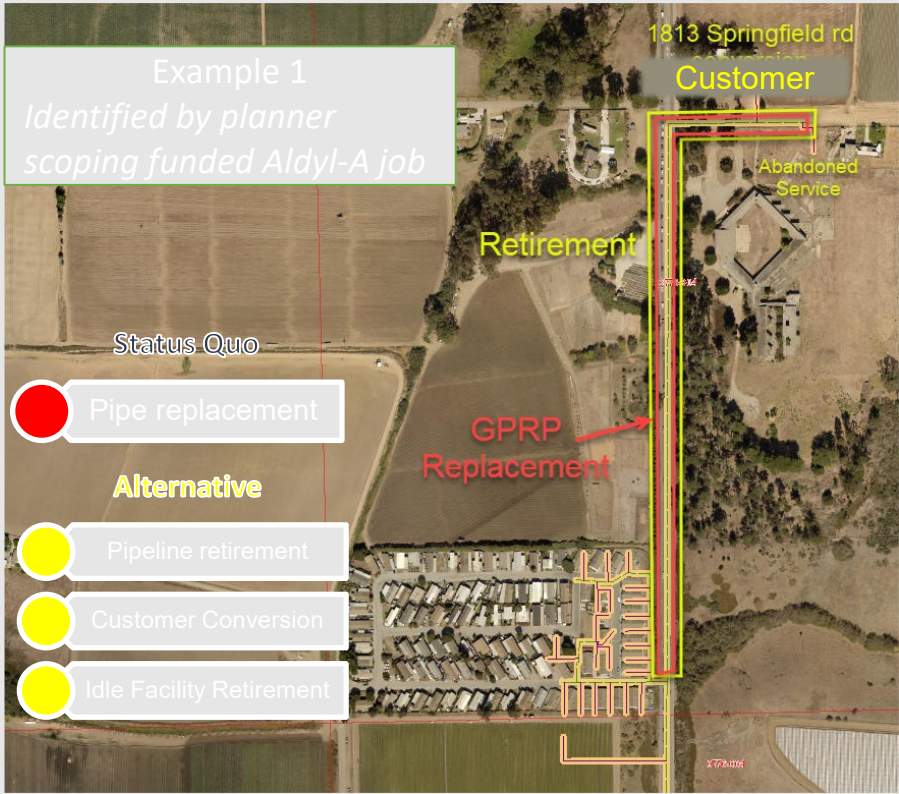 Example 1
Identified by planner
scoping funded Aldyl-A job
1813 Springfield rd
conversion
Customer
Abandoned
Service
Retirement
Status Quo
Pipe replacement
GPRP
Replacement
Alternative
Pipeline retirement
Customer Conversion
Idle Facility Retirement